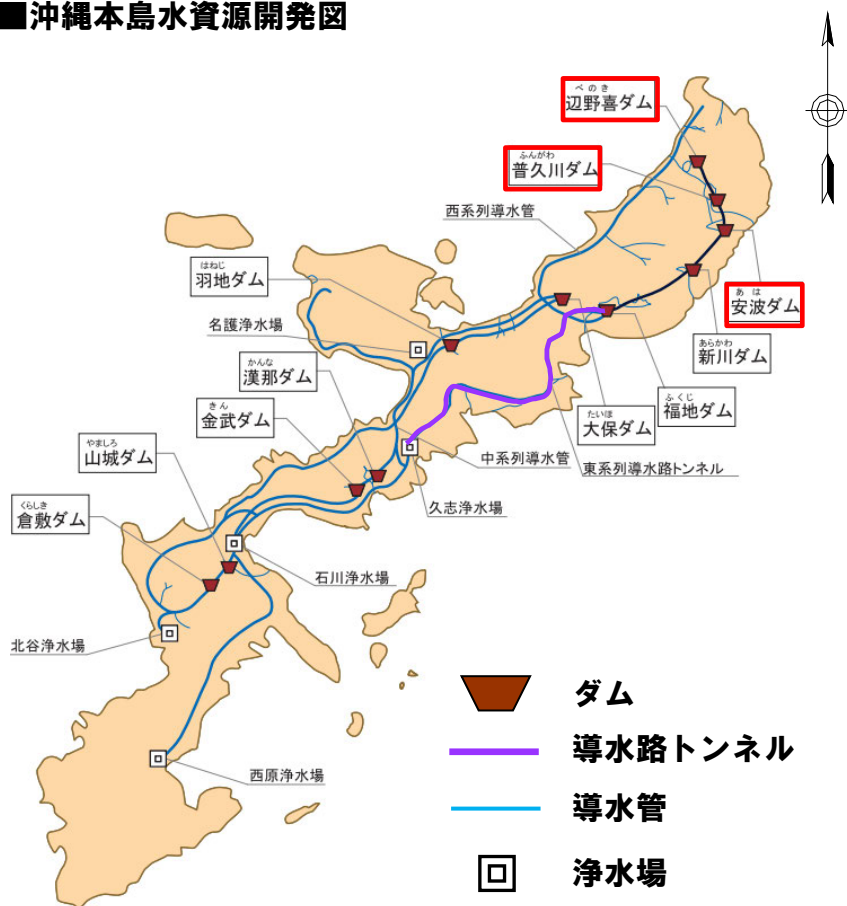 ■沖縄本島水資源開発図
べのき
辺野喜ダム
ふんがわ
普久川ダム
西系列導水管
はねじ
羽地ダム
あは
安波ダム
名護浄水場
あらかわ
新川ダム
かんな
漢那ダム
ふくじ
福地ダム
きん
金武ダム
たいほ
大保ダム
やましろ
山城ダム
中系列導水管
東系列導水路トンネル
くらしき
倉敷ダム
久志浄水場
石川浄水場
北谷浄水場
西原浄水場
ダム
導水路トンネル
導水管
浄水場